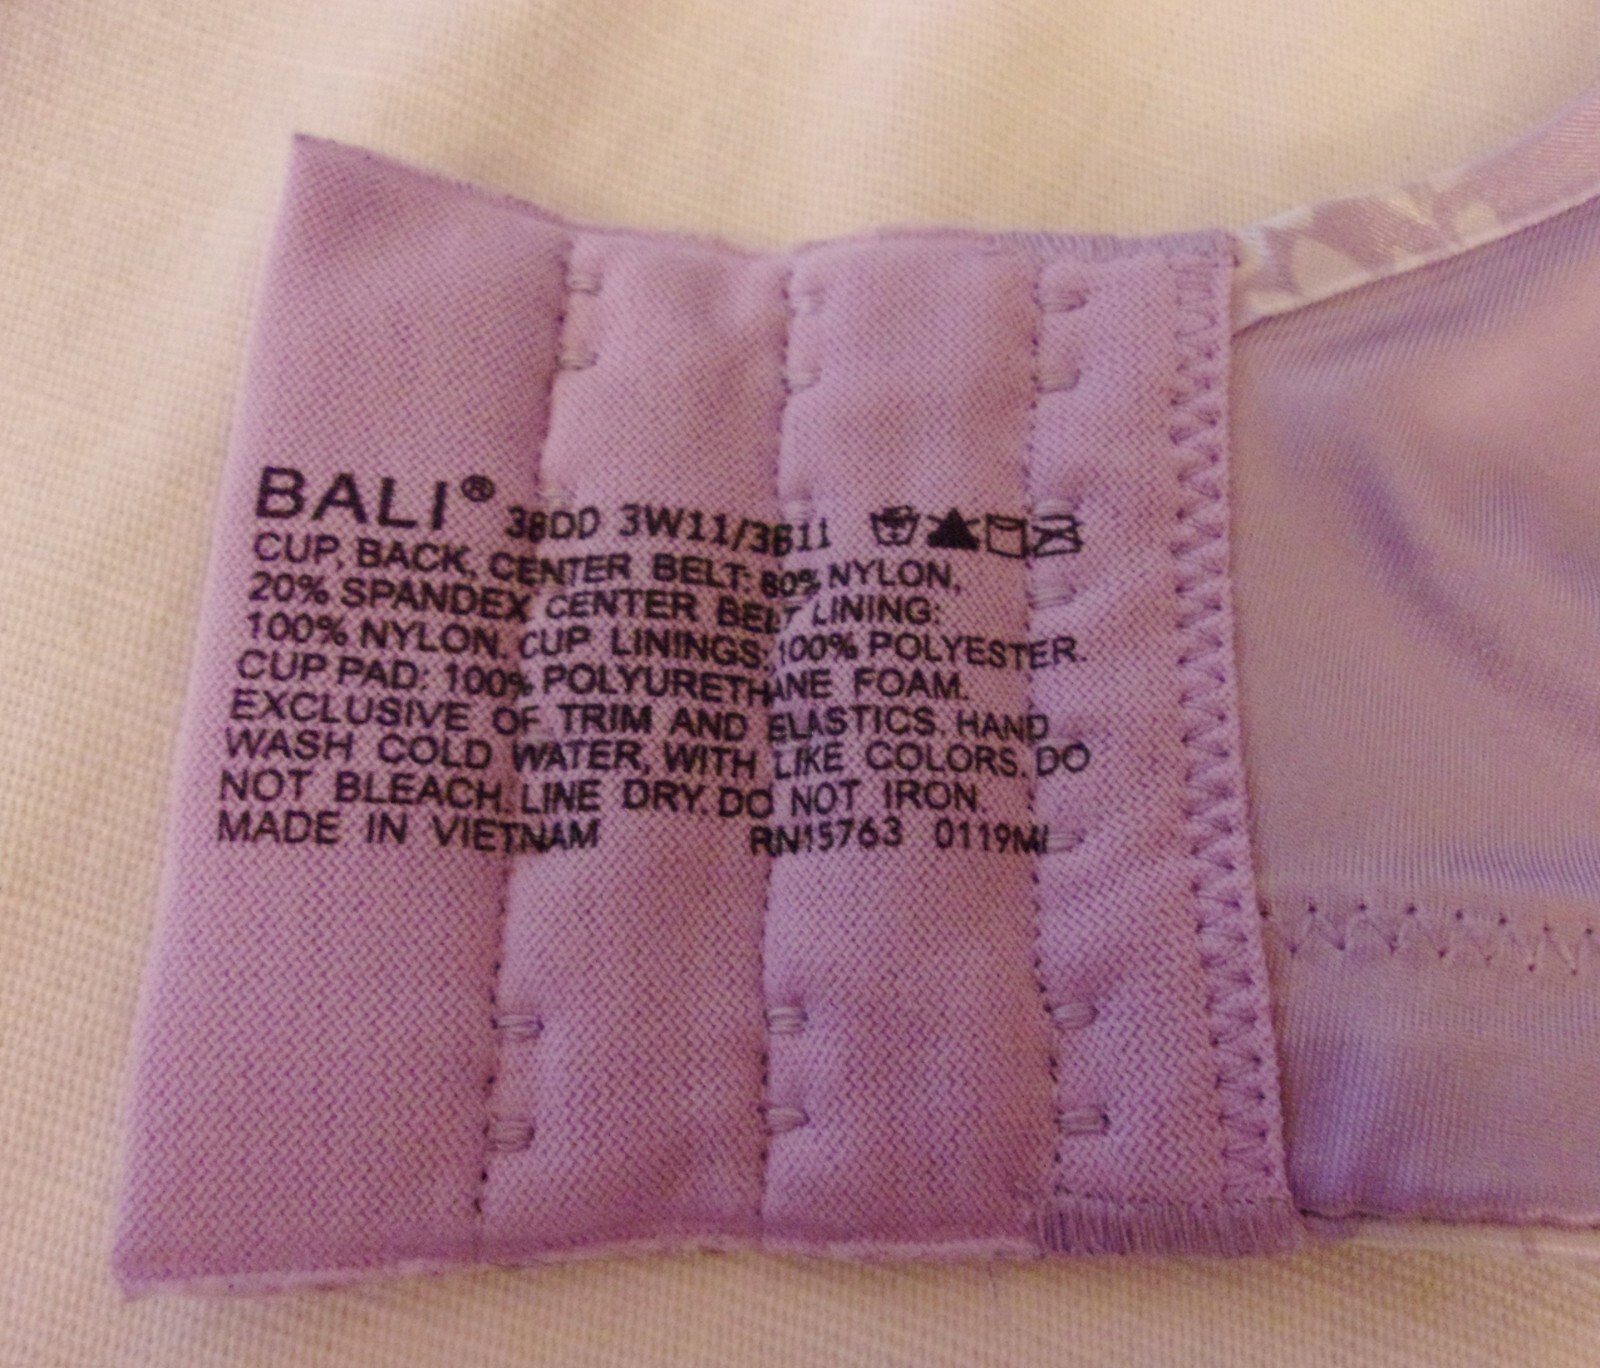 BALI® 38DD 3W11/3611
CUP, BACK, CENTER BELT: 80% NYLON,
20% SPANDEX CENTER BELT LINING:
100% NYLON. CUP LININGS: 100% POLYESTER.
CUP PAD: 100% POLYURETHANE FOAM.
EXCLUSIVE OF TRIM AND ELASTICS. HAND
WASH COLD WATER, WITH LIKE COLORS. DO
NOT BLEACH. LINE DRY. DO NOT IRON.
MADE IN VIETNAM RN15763 0119MI